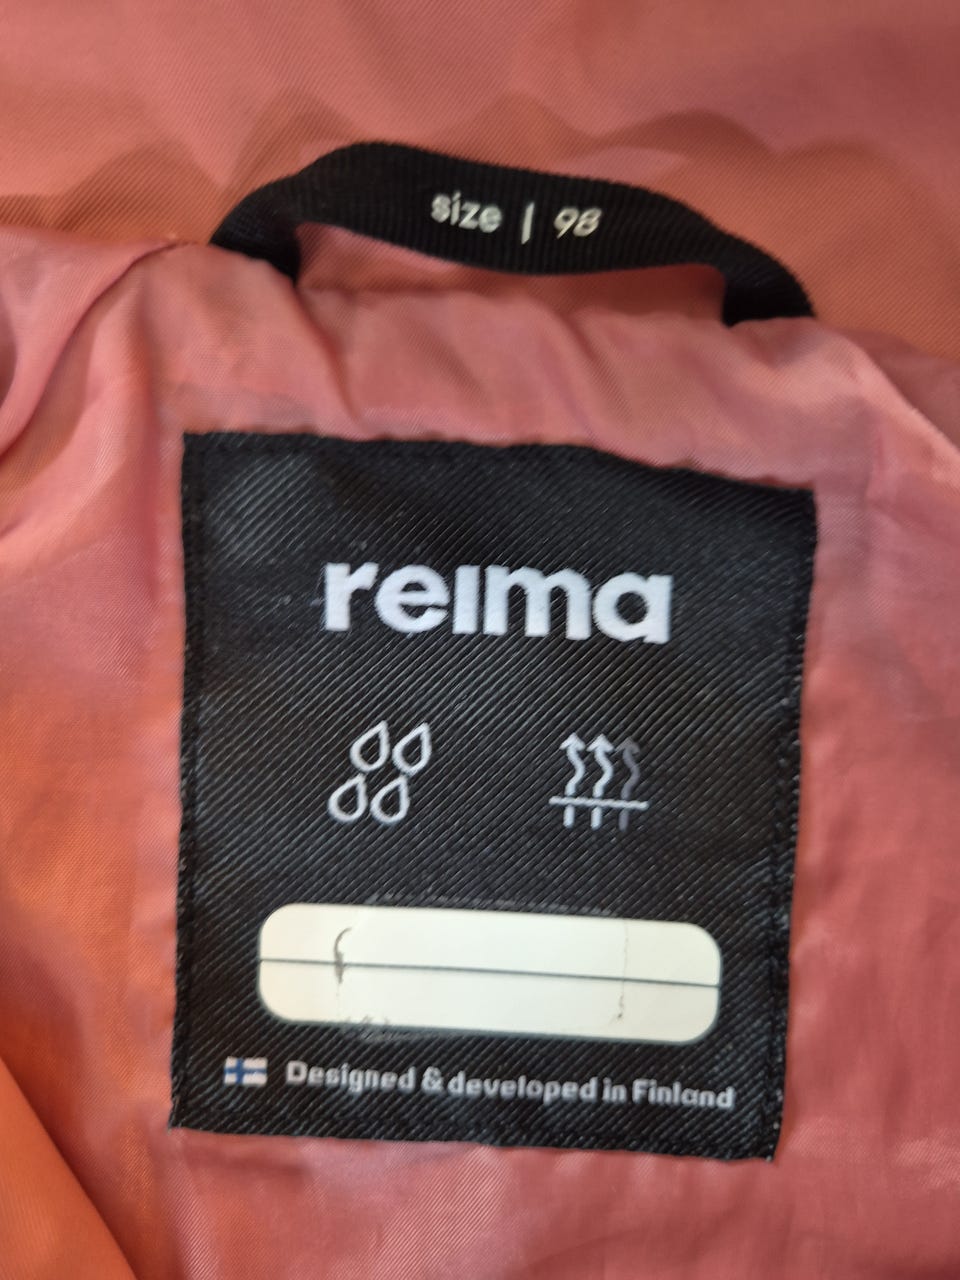 size | 98
reima
Designed & developed in Finland